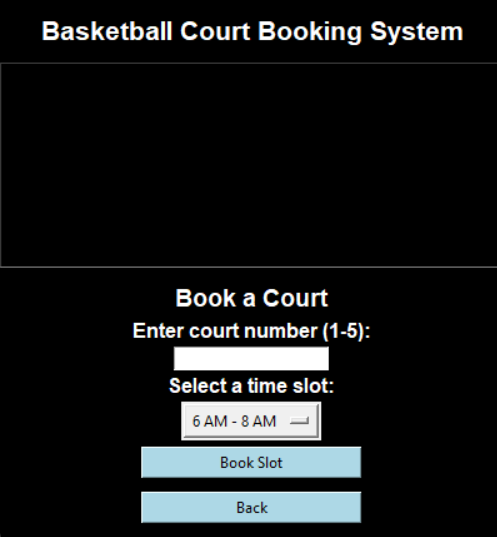 Basketball Court Booking System
Book a Court
Enter court number (1-5):
Select a time slot:
6 AM - 8 AM
Book Slot
Back